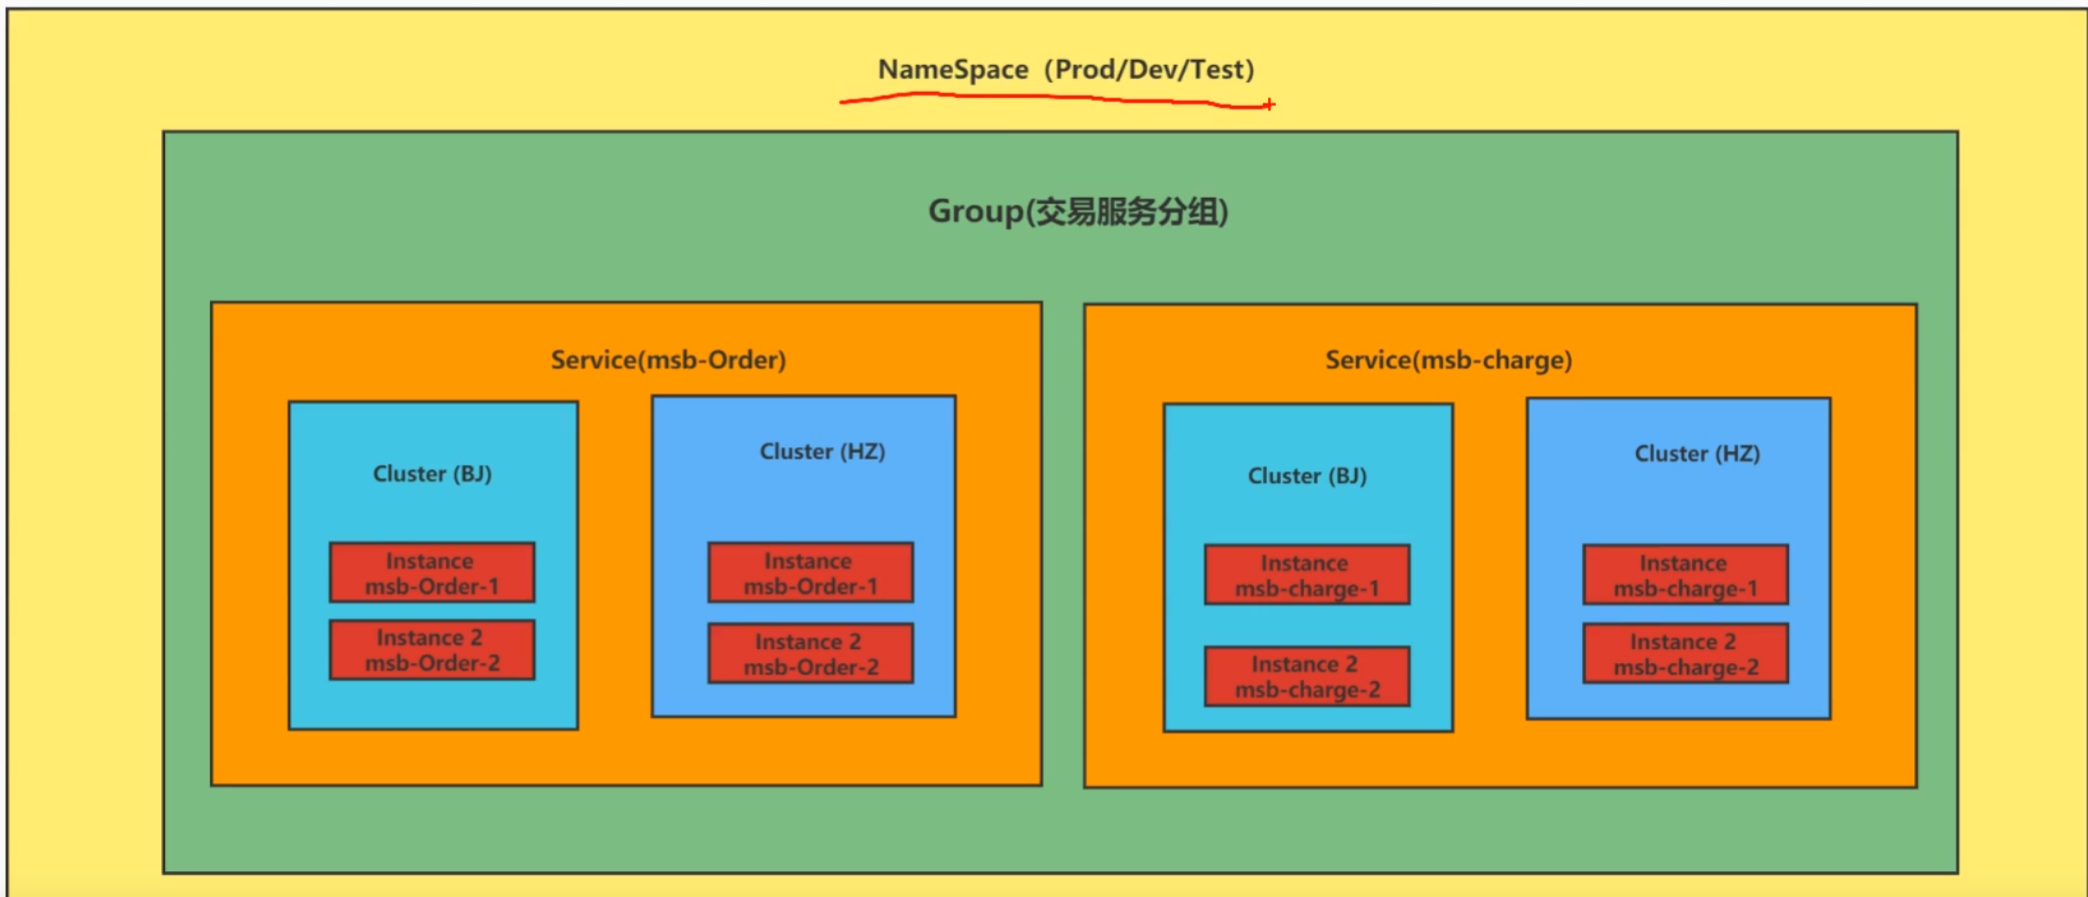 NameSpace（Prod/Dev/Test）
Group(交易服务分组)
Service(msb-Order)
Cluster (BJ)
Instance
msb-Order-1
Instance 2
msb-Order-2
Cluster (HZ)
Instance
msb-Order-1
Instance 2
msb-Order-2
Service(msb-charge)
Cluster (BJ)
Instance
msb-charge-1
Instance 2
msb-charge-2
Cluster (HZ)
Instance
msb-charge-1
Instance 2
msb-charge-2